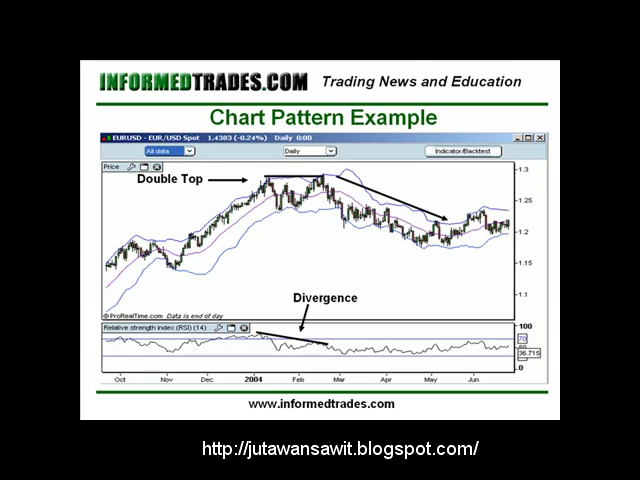 INFORMEDTRADES.COM Trading News and Education
Chart Pattern Example
EURUSD - EUR/USD Spot 1.4383 (-0.24%) Daily 0:00
All data Daily Indicator/Backtest
Price
1.3
Double Top
1.25
1.2
1.1
Divergence
©ProRealTime.com Data is end of day
Relative strength index (RSI) (14)
100
70
36.715
0
Oct Nov Dec 2004 Feb Mar Apr May Jun
www.informedtrades.com
http://jutawansawit.blogspot.com/